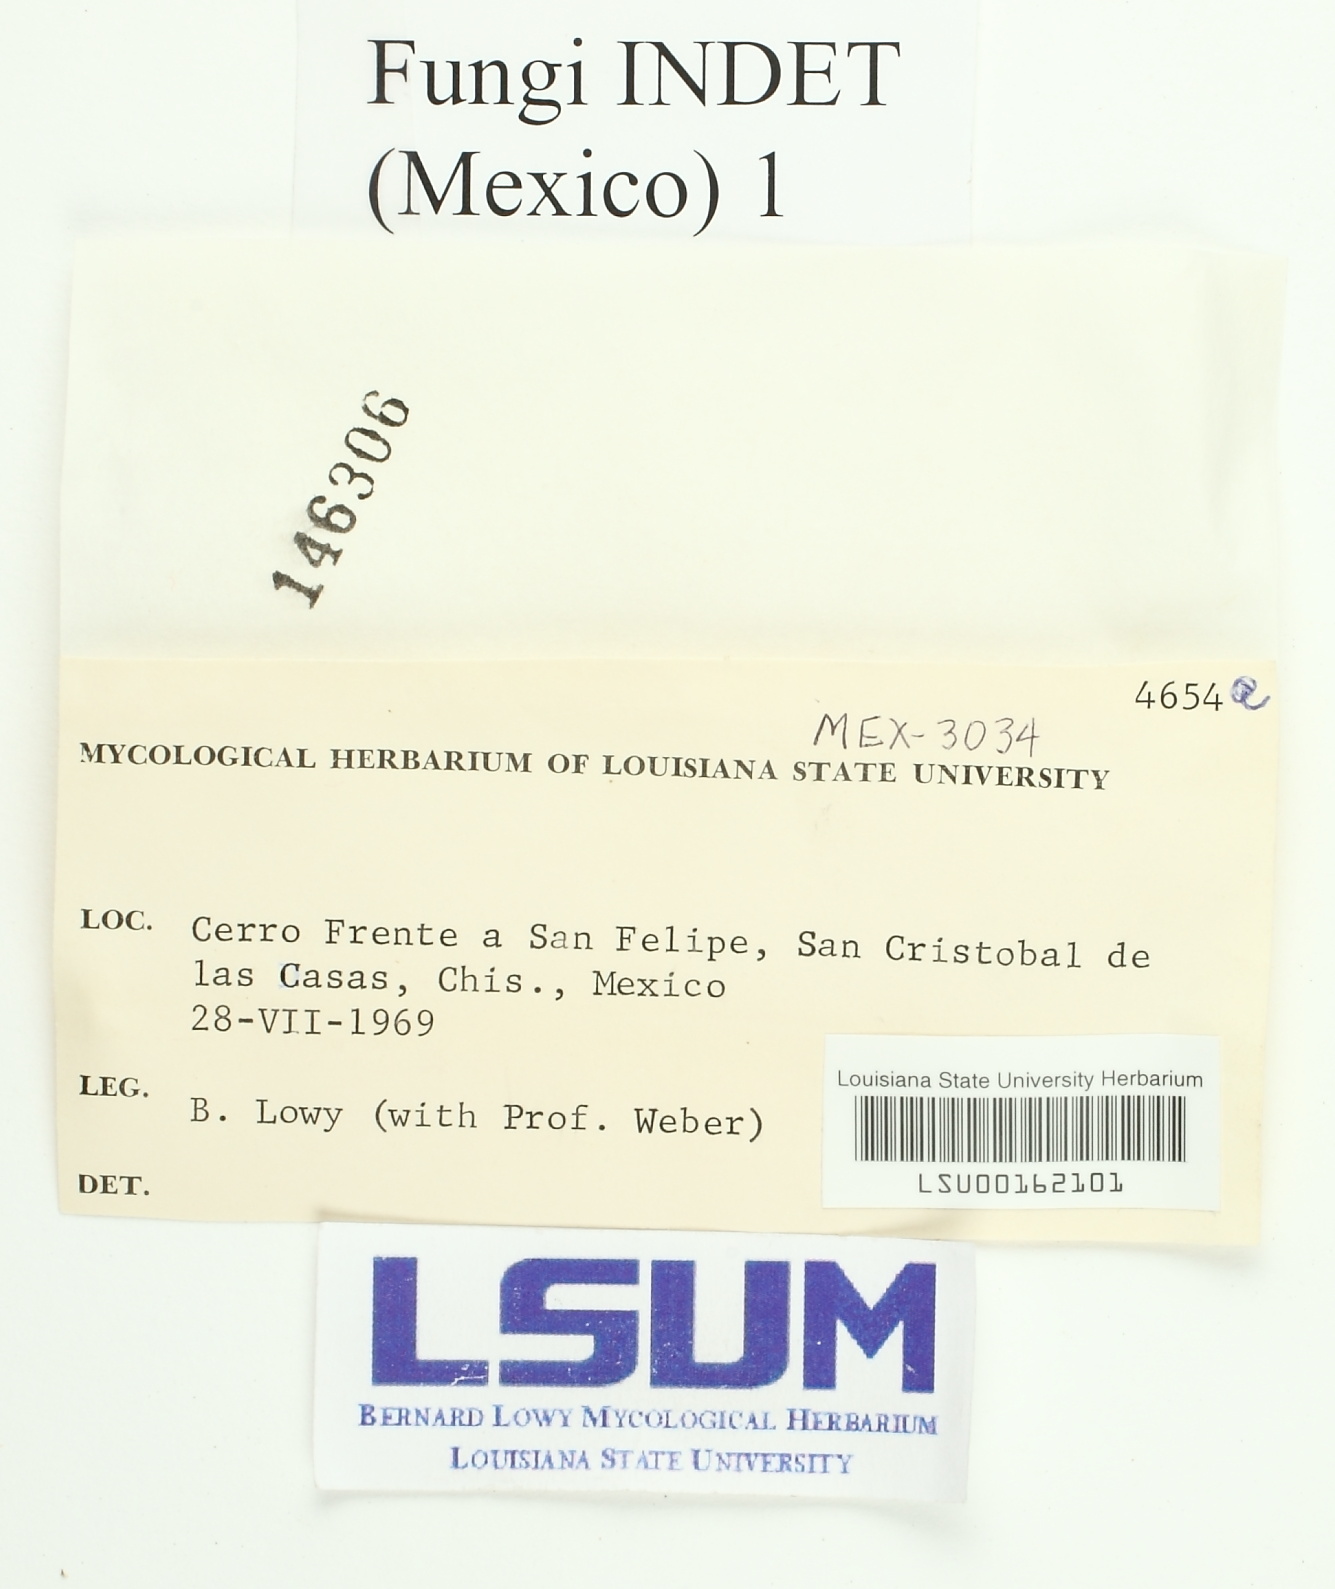 Fungi INDET
(Mexico) 1
146306
4654a
MEX-3034
MYCOLOGICAL HERBARIUM OF LOUISIANA STATE UNIVERSITY
LOC. Cerro Frente a San Felipe, San Cristobal de
las Casas, Chis., Mexico
28-VII-1969
LEG. B. Lowy (with Prof. Weber)
DET.
Louisiana State University Herbarium
LSU00162101
LSUM
BERNARD LOWY MYCOLOGICAL HERBARIUM
LOUISIANA STATE UNIVERSITY